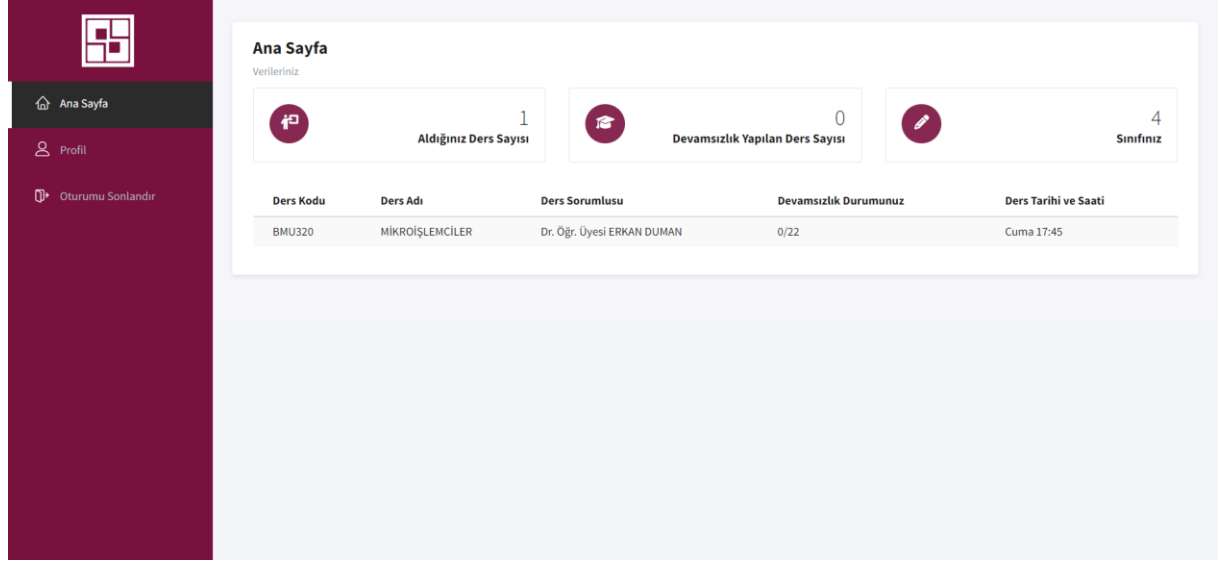 Ana Sayfa
Profil
Oturumu Sonlandır
Ana Sayfa
Verileriniz
1
Aldığınız Ders Sayısı
0
Devamsızlık Yapılan Ders Sayısı
4
Sınıfınız
Ders Kodu Ders Adı Ders Sorumlusu Devamsızlık Durumunuz Ders Tarihi ve Saati
BMU320 MİKROİŞLEMCİLER Dr. Öğr. Üyesi ERKAN DUMAN 0/22 Cuma 17:45